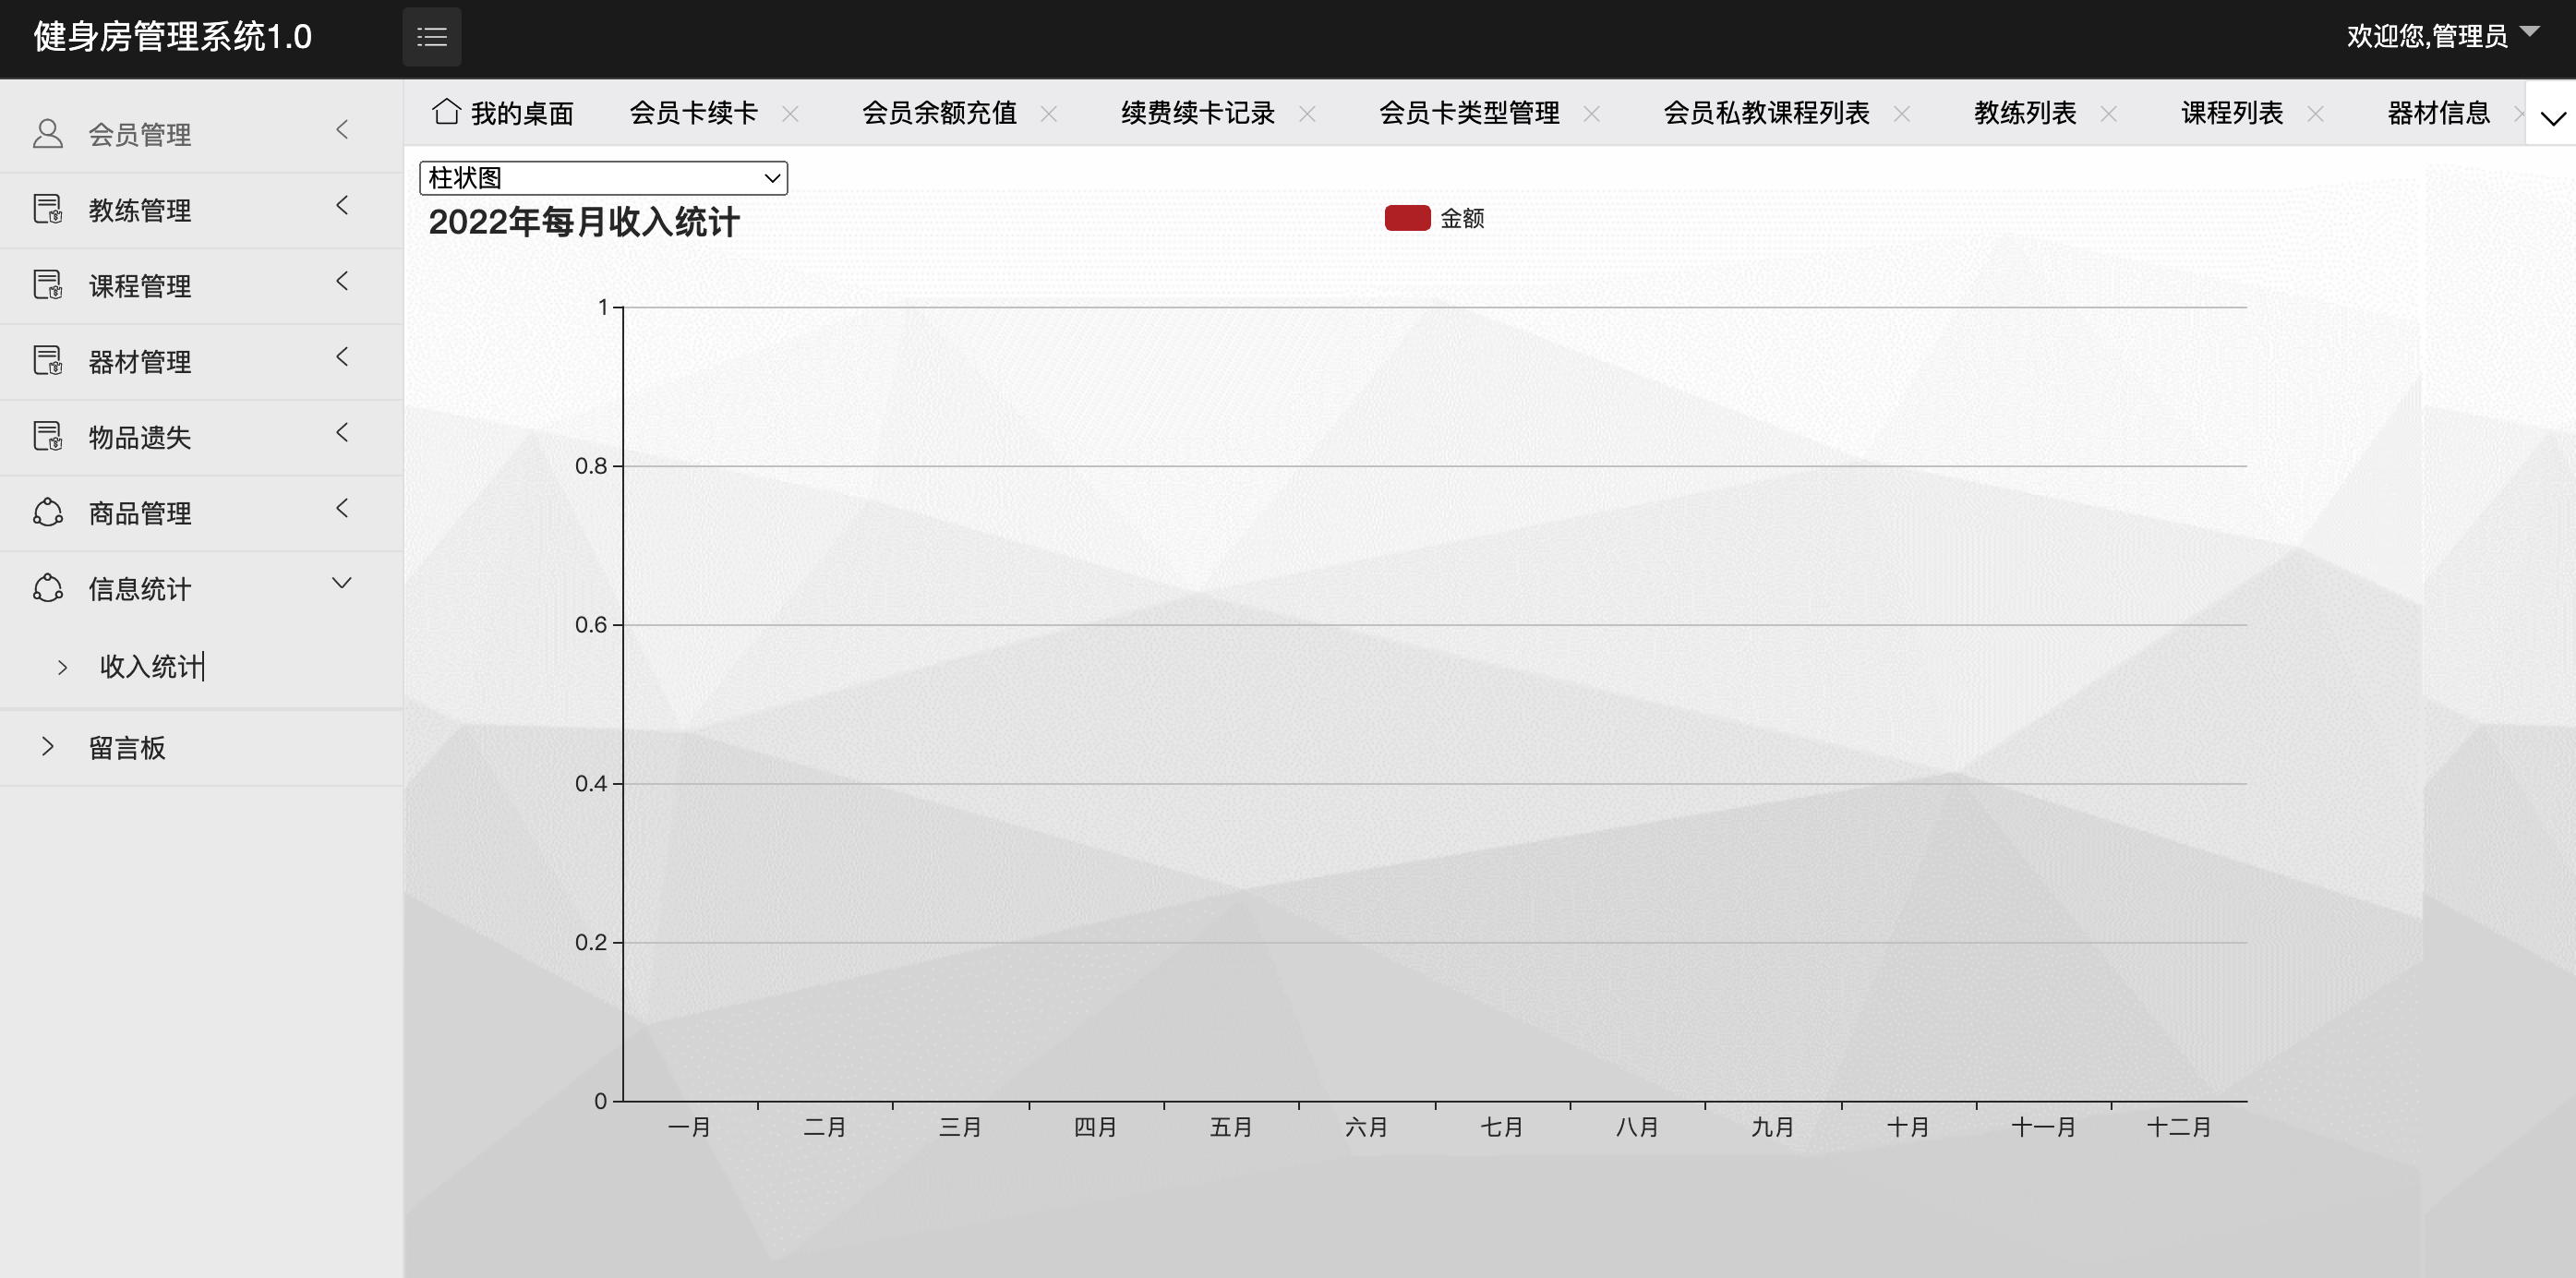 健身房管理系统1.0
欢迎您,管理员
我的桌面 会员卡续卡 会员余额充值 续费续卡记录 会员卡类型管理 会员私教课程列表 教练列表 课程列表 器材信息
会员管理
教练管理
课程管理
器材管理
物品遗失
商品管理
信息统计
收入统计
留言板
柱状图
2022年每月收入统计
金额
1
0.8
0.6
0.4
0.2
0
一月 二月 三月 四月 五月 六月 七月 八月 九月 十月 十一月 十二月